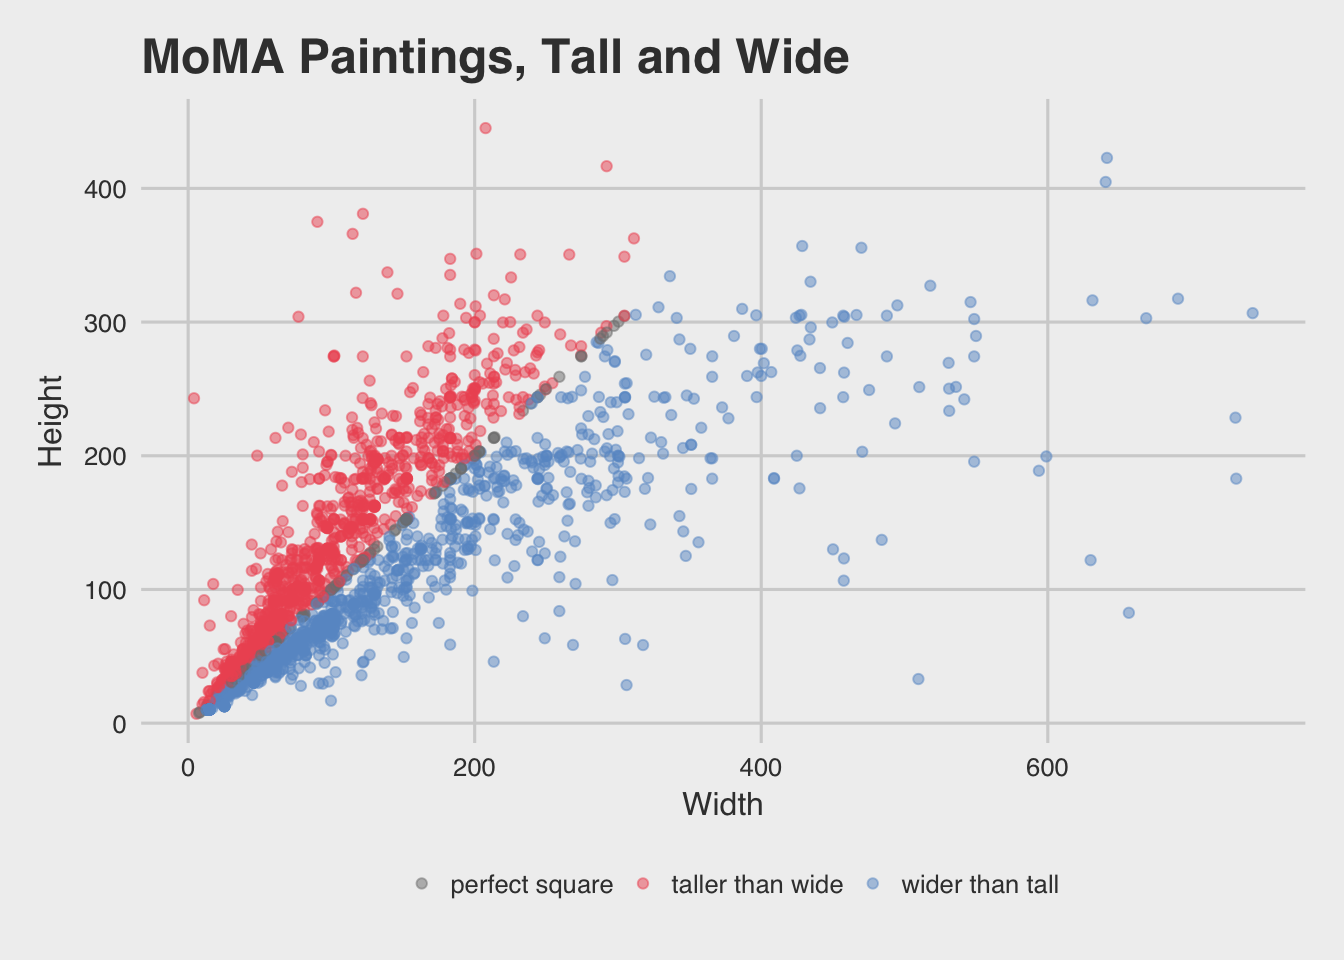 MoMA Paintings, Tall and Wide
Height
400
300
200
100
0
0 200 400 600
Width
perfect square taller than wide wider than tall